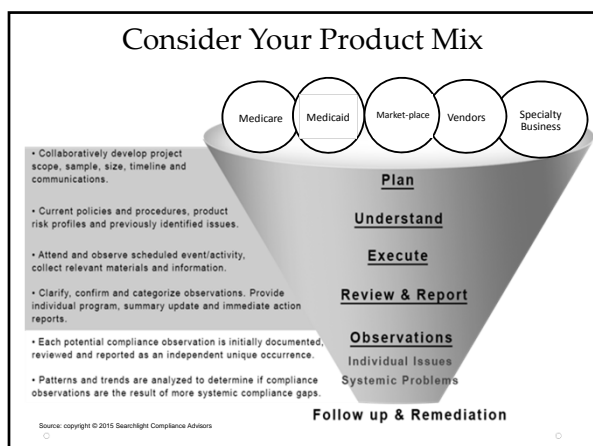 Consider Your Product Mix
Medicare
Medicaid
Market-place
Vendors
Specialty
Business
• Collaboratively develop project
scope, sample, size, timeline and
communications.
Plan
• Current policies and procedures, product
risk profiles and previously identified issues.
Understand
• Attend and observe scheduled event/activity,
collect relevant materials and information.
Execute
• Clarify, confirm and categorize observations. Provide
individual program, summary update and immediate action
reports.
Review & Report
• Each potential compliance observation is initially documented,
reviewed and reported as an independent unique occurrence.
Observations
Individual Issues
• Patterns and trends are analyzed to determine if compliance
observations are the result of more systemic compliance gaps.
Systemic Problems
Follow up & Remediation
Source: copyright © 2015 Searchlight Compliance Advisors